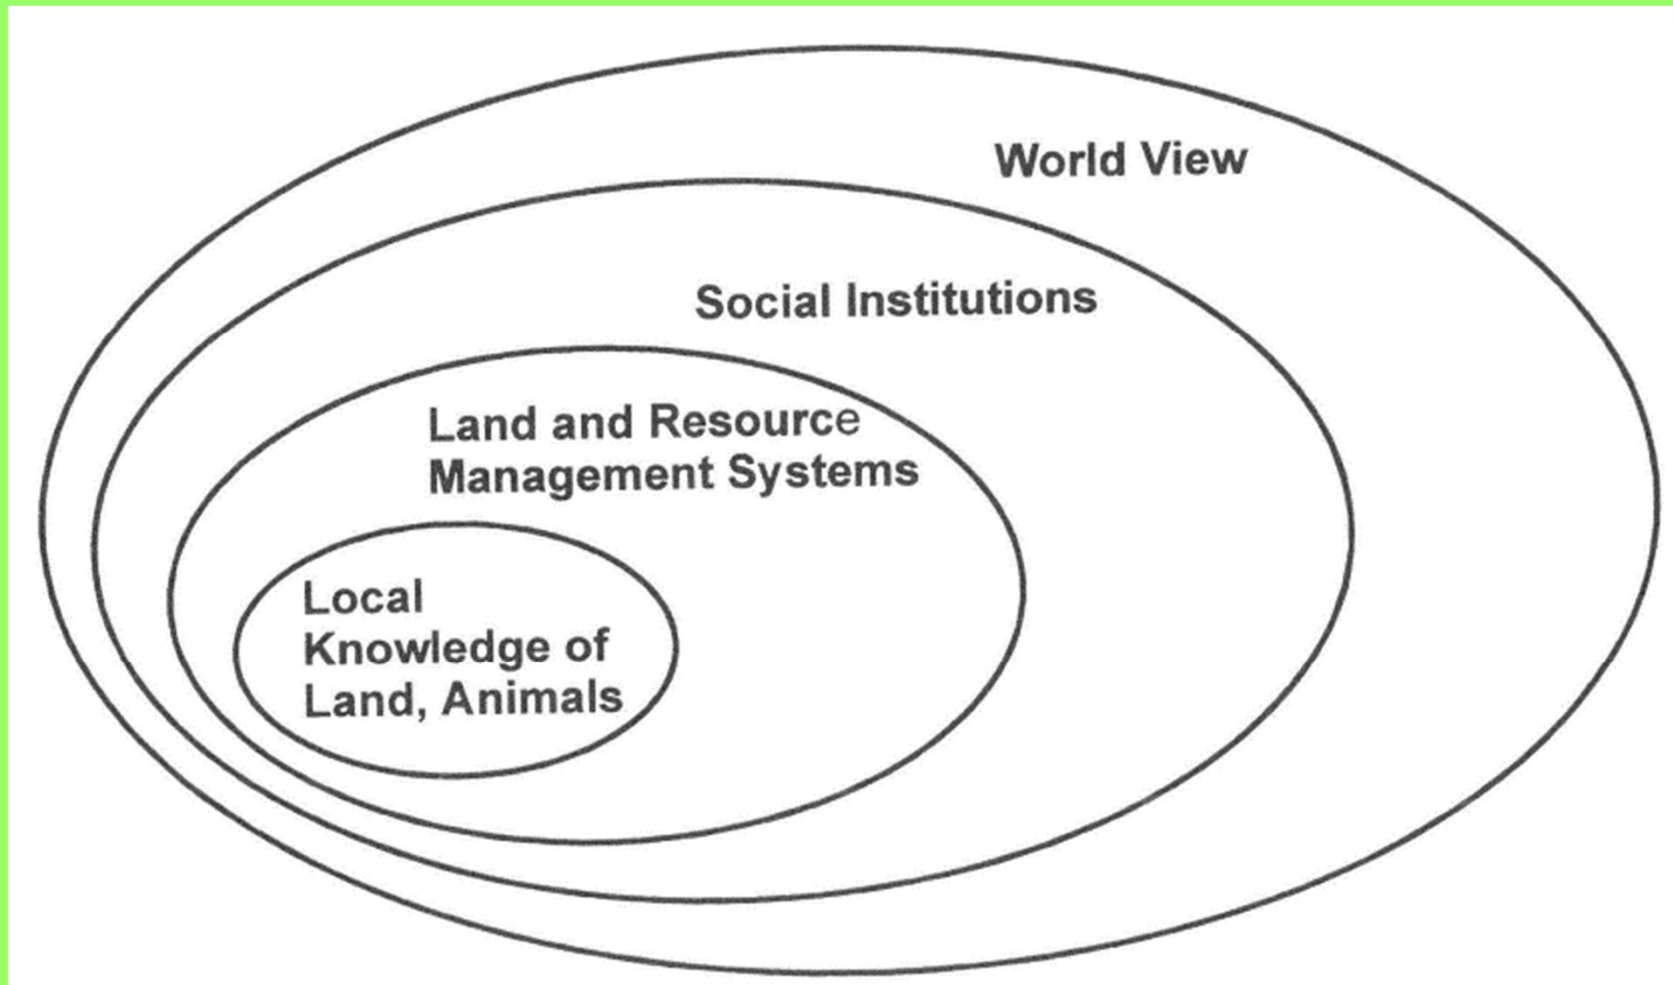 World View
Social Institutions
Land and Resource
Management Systems
Local
Knowledge of
Land, Animals